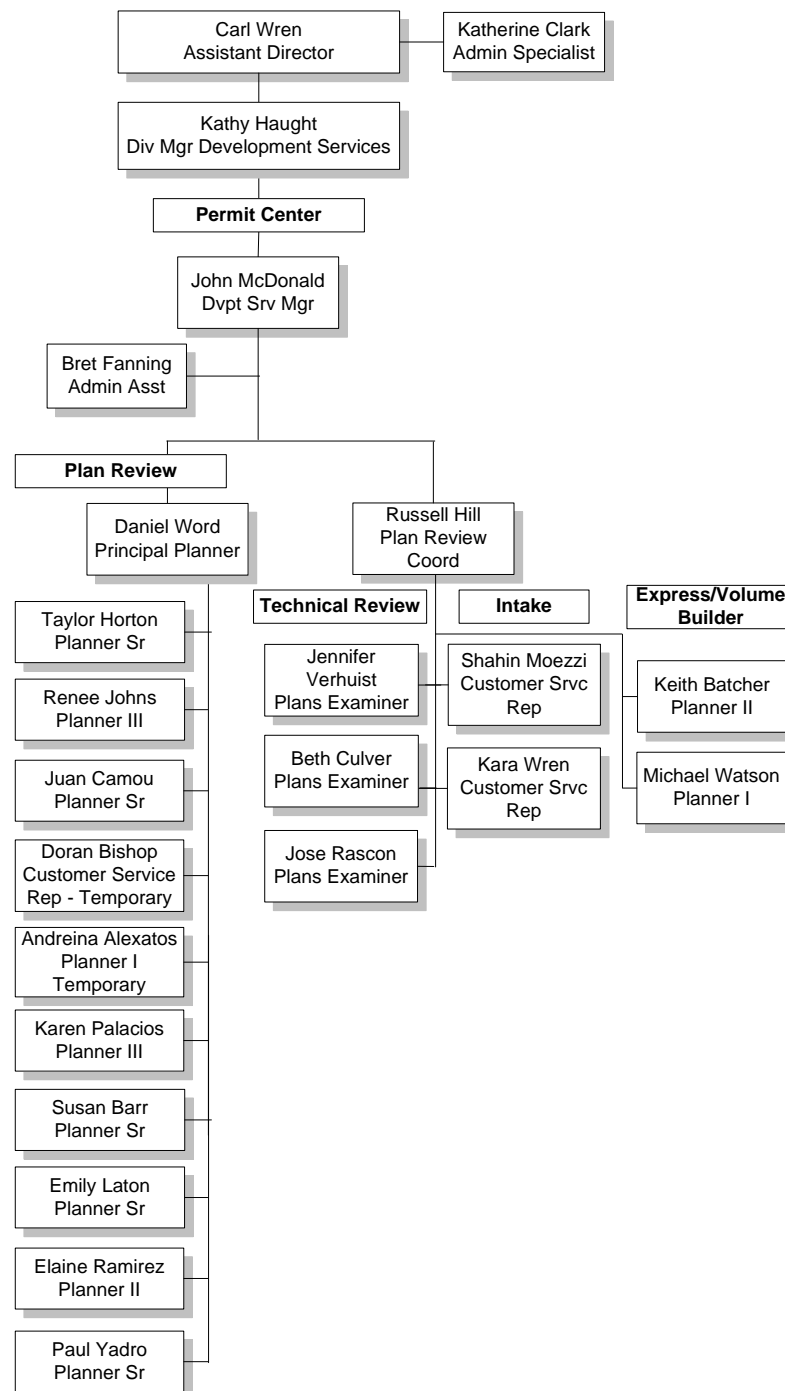 Carl Wren
Assistant Director
Katherine Clark
Admin Specialist
Kathy Haught
Div Mgr Development Services
Permit Center
John McDonald
Dvpt Srv Mgr
Bret Fanning
Admin Asst
Plan Review
Daniel Word
Principal Planner
Taylor Horton
Planner Sr
Renee Johns
Planner III
Juan Camou
Planner Sr
Doran Bishop
Customer Service
Rep - Temporary
Andreina Alexatos
Planner I
Temporary
Karen Palacios
Planner III
Susan Barr
Planner Sr
Emily Laton
Planner Sr
Elaine Ramirez
Planner II
Paul Yadro
Planner Sr
Russell Hill
Plan Review
Coord
Technical Review
Jennifer
Verhuist
Plans Examiner
Beth Culver
Plans Examiner
Jose Rascon
Plans Examiner
Intake
Shahin Moezzi
Customer Srvc
Rep
Kara Wren
Customer Srvc
Rep
Express/Volume
Builder
Keith Batcher
Planner II
Michael Watson
Planner I